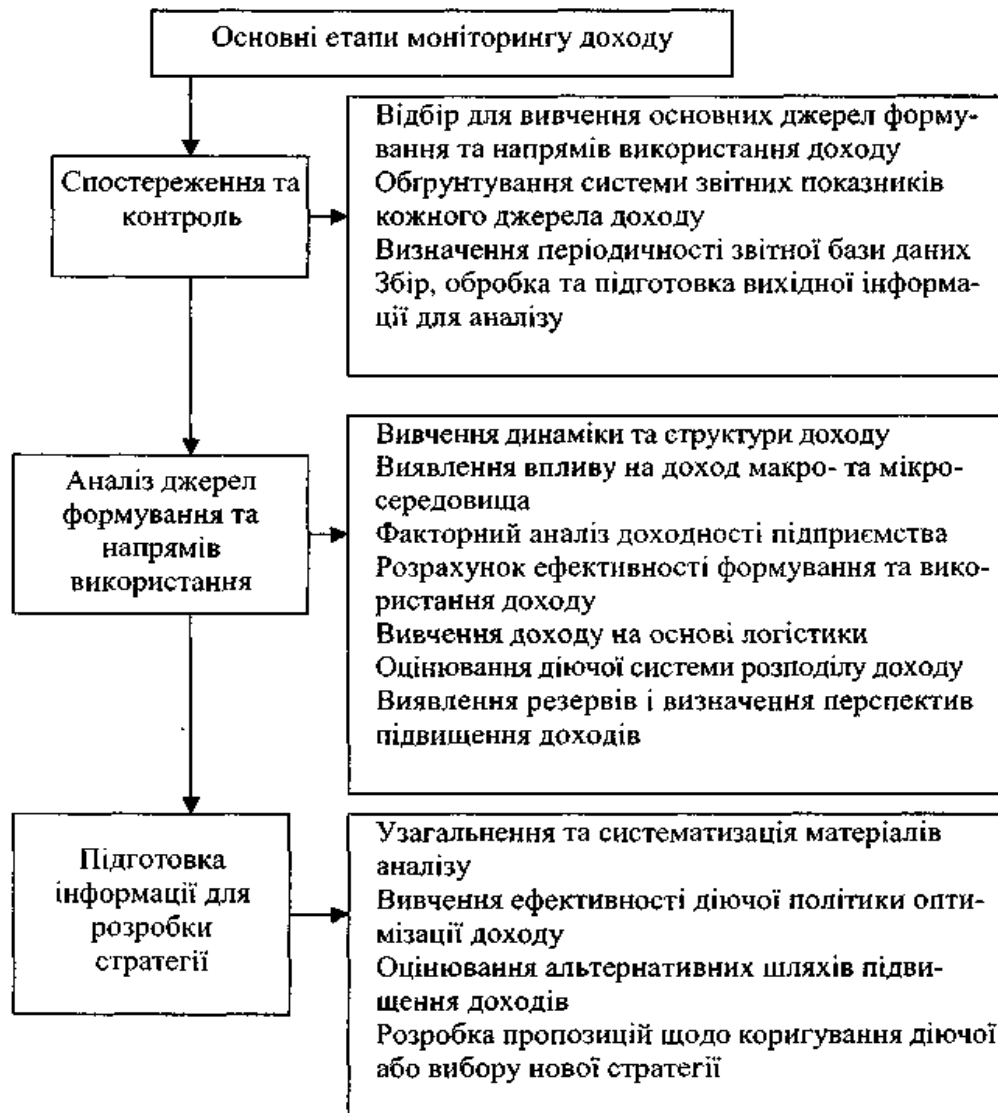 Основні етапи моніторингу доходу
Спостереження та
контроль
Відбір для вивчення основних джерел форму-
вання та напрямів використання доходу
Обґрунтування системи звітних показників
кожного джерела доходу
Визначення періодичності звітної бази даних
Збір, обробка та підготовка вихідної інформа-
ції для аналізу
Аналіз джерел
формування та
напрямів
використання
Вивчення динаміки та структури доходу
Виявлення впливу на доход макро- та мікро-
середовища
Факторний аналіз доходності підприємства
Розрахунок ефективності формування та вико-
ристання доходу
Вивчення доходу на основі логістики
Оцінювання діючої системи розподілу доходу
Виявлення резервів і визначення перспектив
підвищення доходів
Підготовка
інформації для
розробки
стратегії
Узагальнення та систематизація матеріалів
аналізу
Вивчення ефективності діючої політики опти-
мізації доходу
Оцінювання альтернативних шляхів підви-
щення доходів
Розробка пропозицій щодо коригування діючої
або вибору нової стратегії